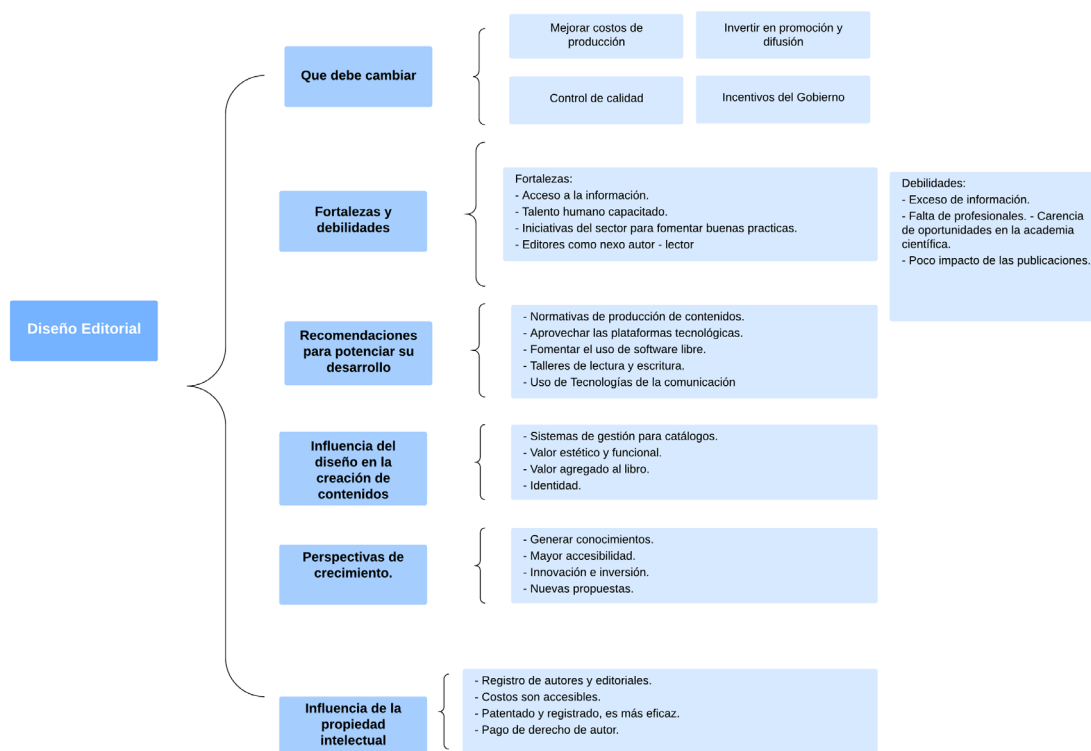 Diseño Editorial
Que debe cambiar
Mejorar costos de
producción
Invertir en promoción y
difusión
Control de calidad
Incentivos del Gobierno
Fortalezas y
debilidades
Fortalezas:
- Acceso a la información.
- Talento humano capacitado.
- Iniciativas del sector para fomentar buenas practicas.
- Editores como nexo autor - lector
Debilidades:
- Exceso de información.
- Falta de profesionales. - Carencia
de oportunidades en la academia
científica.
- Poco impacto de las publicaciones.
Recomendaciones
para potenciar su
desarrollo
- Normativas de producción de contenidos.
- Aprovechar las plataformas tecnológicas.
- Fomentar el uso de software libre.
- Talleres de lectura y escritura.
- Uso de Tecnologías de la comunicación
Influencia del
diseño en la
creación de
contenidos
- Sistemas de gestión para catálogos.
- Valor estético y funcional.
- Valor agregado al libro.
- Identidad.
Perspectivas de
crecimiento.
- Generar conocimientos.
- Mayor accesibilidad.
- Innovación e inversión.
- Nuevas propuestas.
Influencia de la
propiedad
intelectual
- Registro de autores y editoriales.
- Costos son accesibles.
- Patentado y registrado, es más eficaz.
- Pago de derecho de autor.